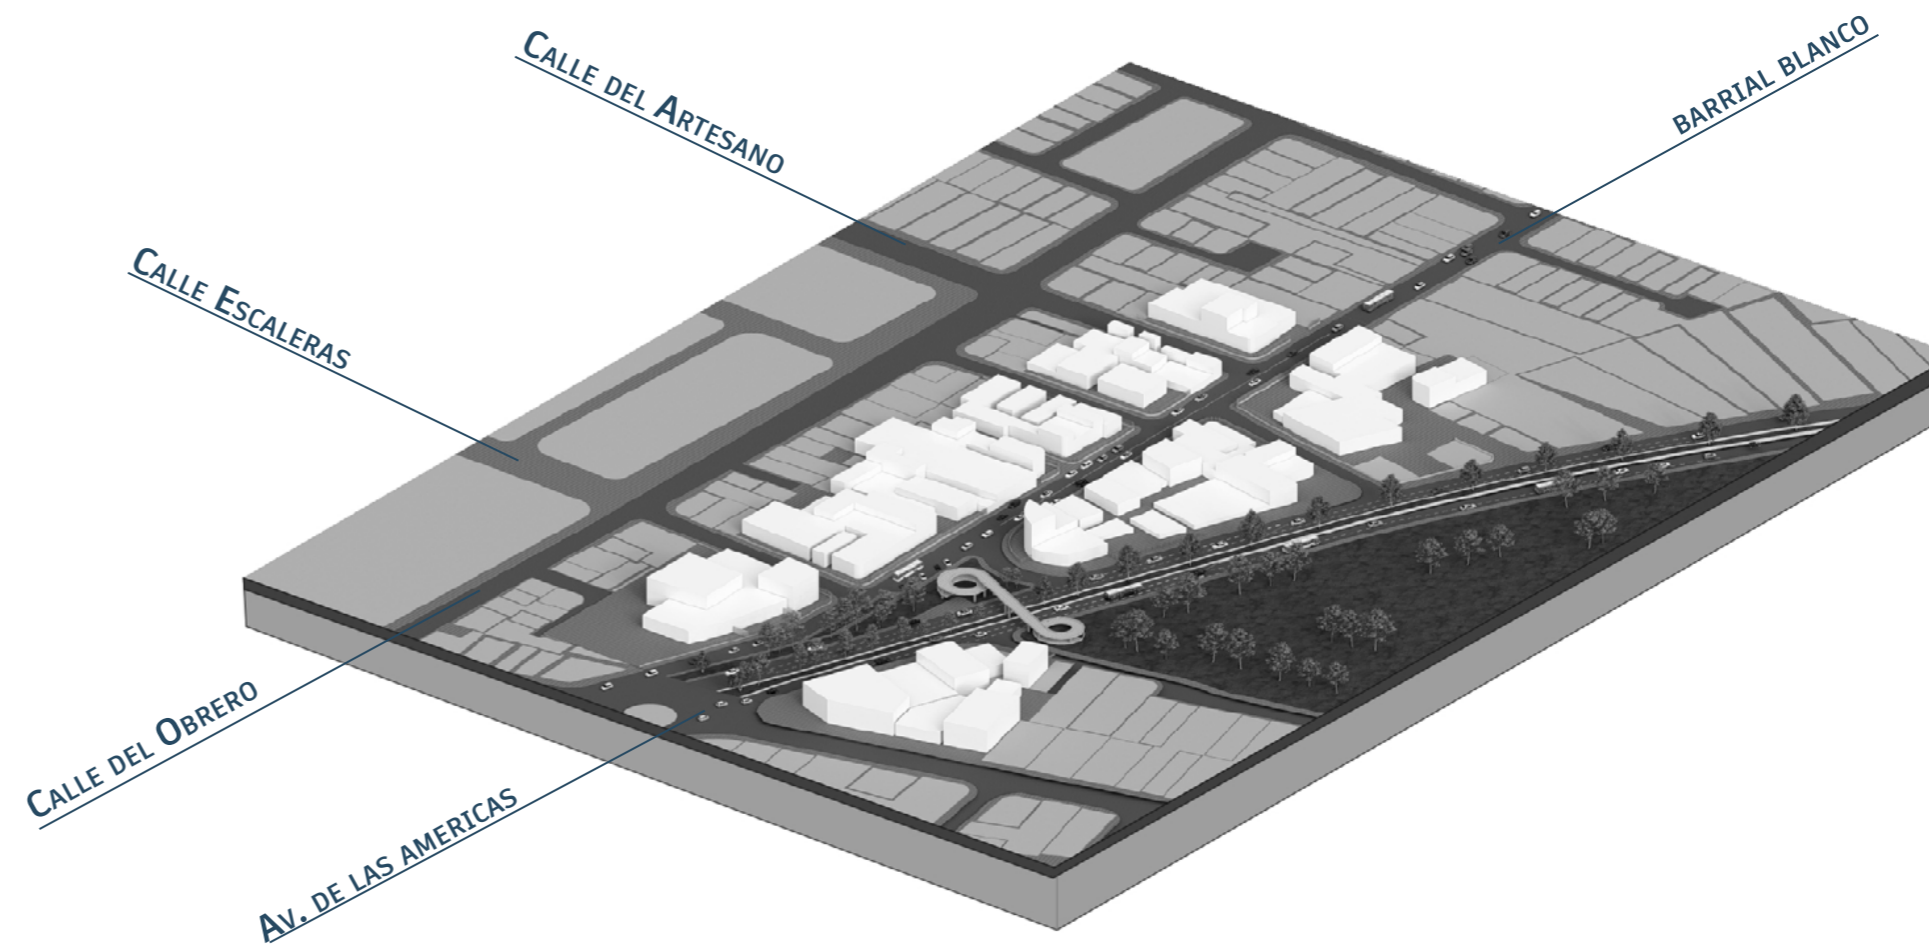 Calle del Artesano
barrial blanco
Calle Escaleras
Calle del Obrero
Av. de las americas